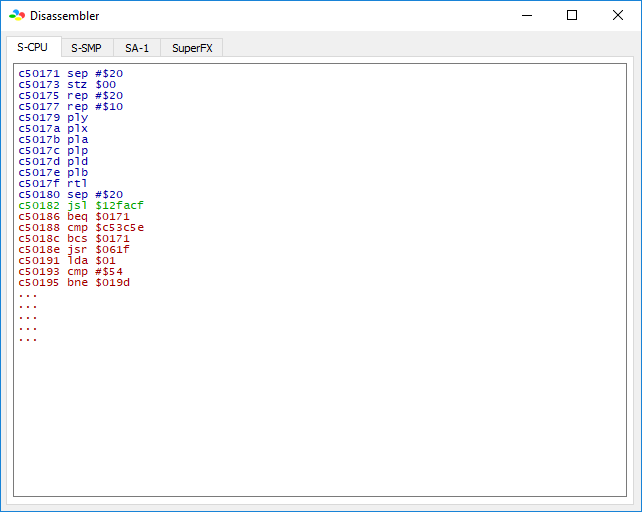 Disassembler
S-CPU S-SMP SA-1 SuperFX
c50171 sep #$20
c50173 stz $00
c50175 rep #$20
c50177 rep #$10
c50179 ply
c5017a plx
c5017b pla
c5017c plp
c5017d pld
c5017e plb
c5017f rtl
c50180 sep #$20
c50182 jsl $12facf
c50186 beq $0171
c50188 cmp $c53c5e
c5018c bcs $0171
c5018e jsr $061f
c50191 lda $01
c50193 cmp #$54
c50195 bne $019d
...
...
...
...
...